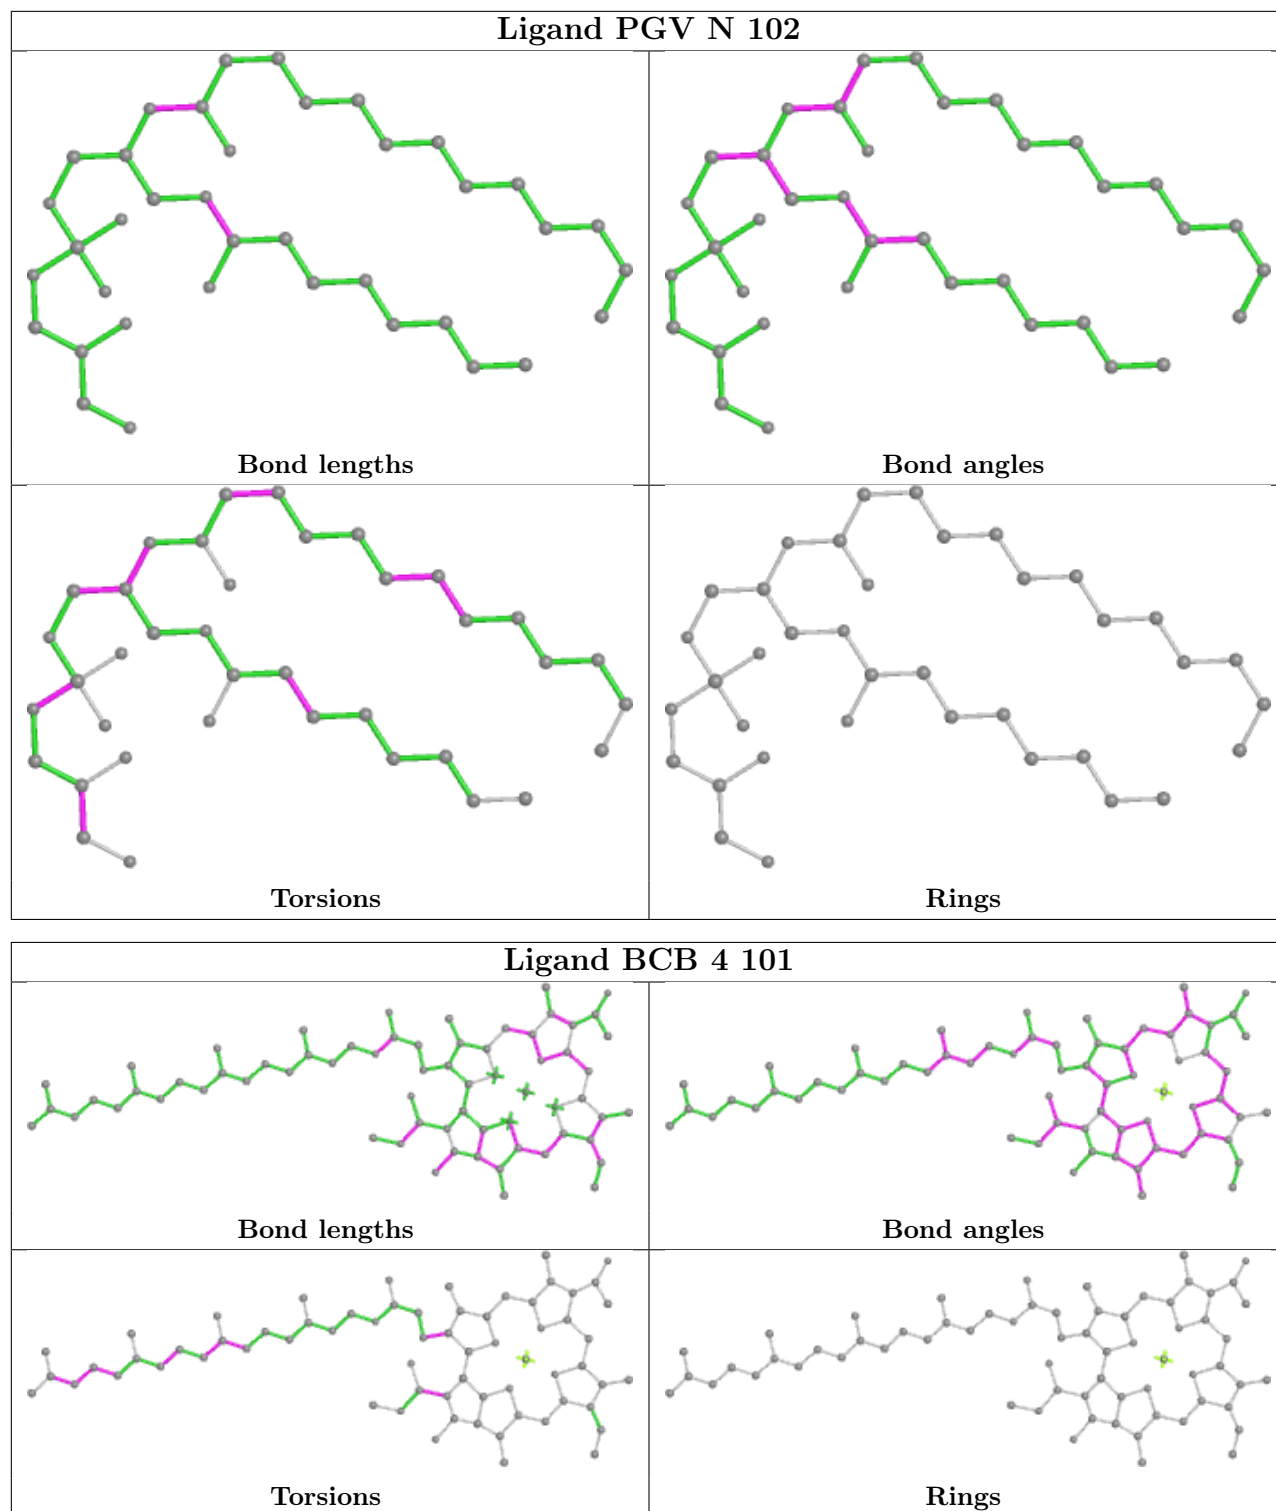 Ligand PGV N 102
Bond lengths
Bond angles
Torsions
Rings
Ligand BCB 4 101
Bond lengths
Bond angles
Torsions
Rings